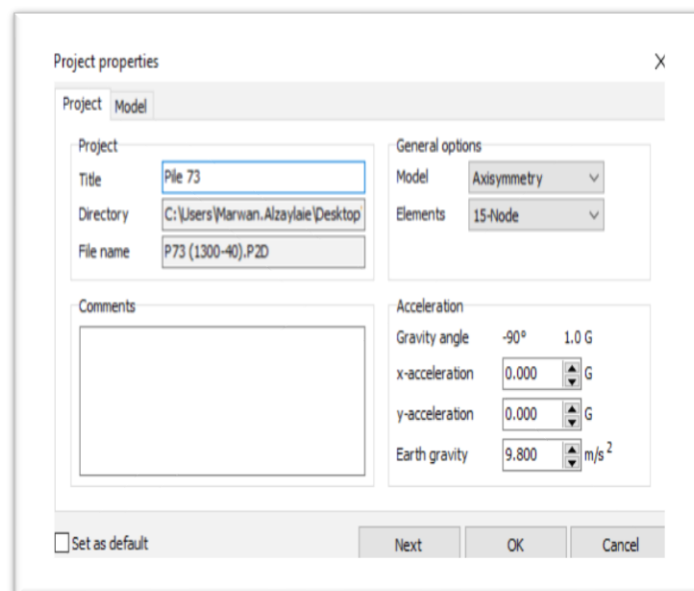 Project properties
Project Model
Project
Title Pile 73
Directory C:\Users\Marwan.Alzaylaie\Desktop
File name P73 (1300-40).P2D
Comments
General options
Model Axisymmetry
Elements 15-Node
Acceleration
Gravity angle -90° 1.0 G
x-acceleration 0.000 G
y-acceleration 0.000 G
Earth gravity 9.800 m/s²
Set as default
Next OK Cancel